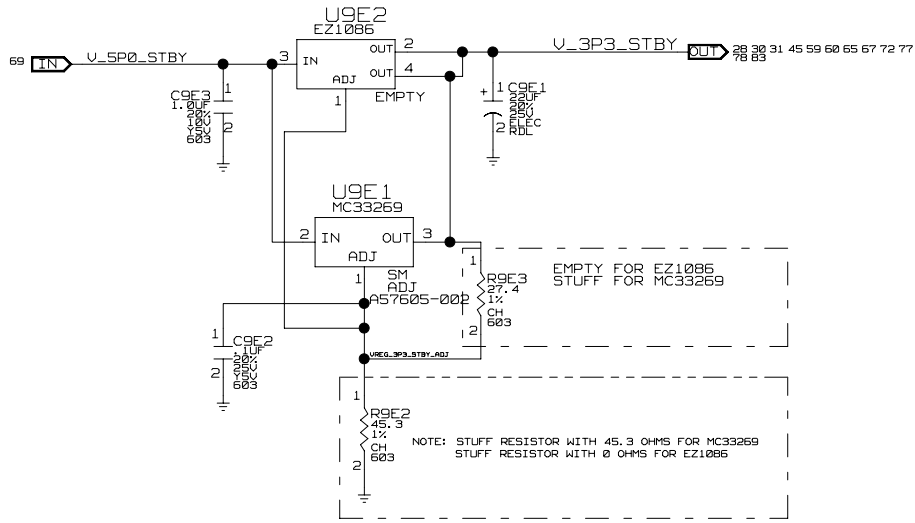 U9E2
EZ1086
69 IN V_5P0_STBY
3 IN OUT 2
OUT 4
ADJ
1
EMPTY
V_3P3_STBY OUT 28 30 31 45 59 60 65 67 72 77
78 83
1
C9E3
1.0UF
20%
10V
Y5V
603
2
+ 1
C9E1
22UF
20%
25V
ELEC
RDL
2
U9E1
MC33269
2 IN OUT 3
ADJ
1
SM
ADJ
A57605-002
1
R9E3
27.4
1%
CH
603
2
EMPTY FOR EZ1086
STUFF FOR MC33269
1
C9E2
.1UF
20%
25V
Y5V
603
2
VREG_3P3_STBY_ADJ
1
R9E2
45.3
1%
CH
603
2
NOTE: STUFF RESISTOR WITH 45.3 OHMS FOR MC33269
STUFF RESISTOR WITH 0 OHMS FOR EZ1086